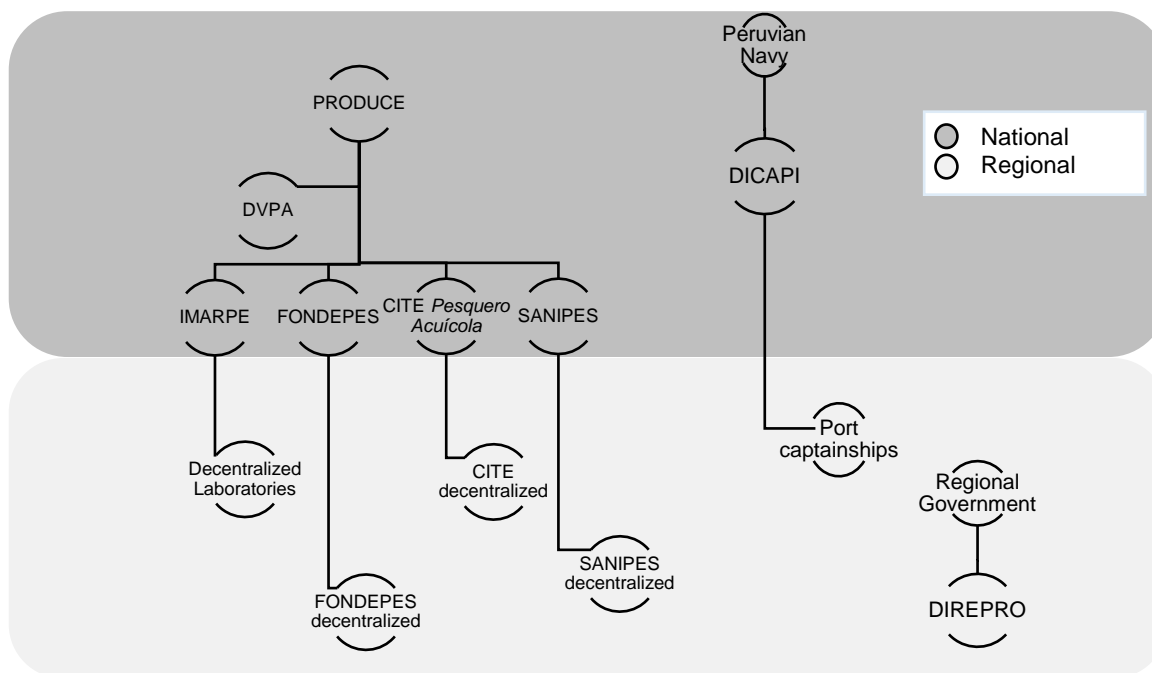 Peruvian
Navy
PRODUCE
National
Regional
DICAPI
DVPA
IMARPE
FONDEPES
CITE Pesquero
Acuícola
SANIPES
Port
captainships
Decentralized
Laboratories
CITE
decentralized
Regional
Government
SANIPES
decentralized
FONDEPES
decentralized
DIREPRO